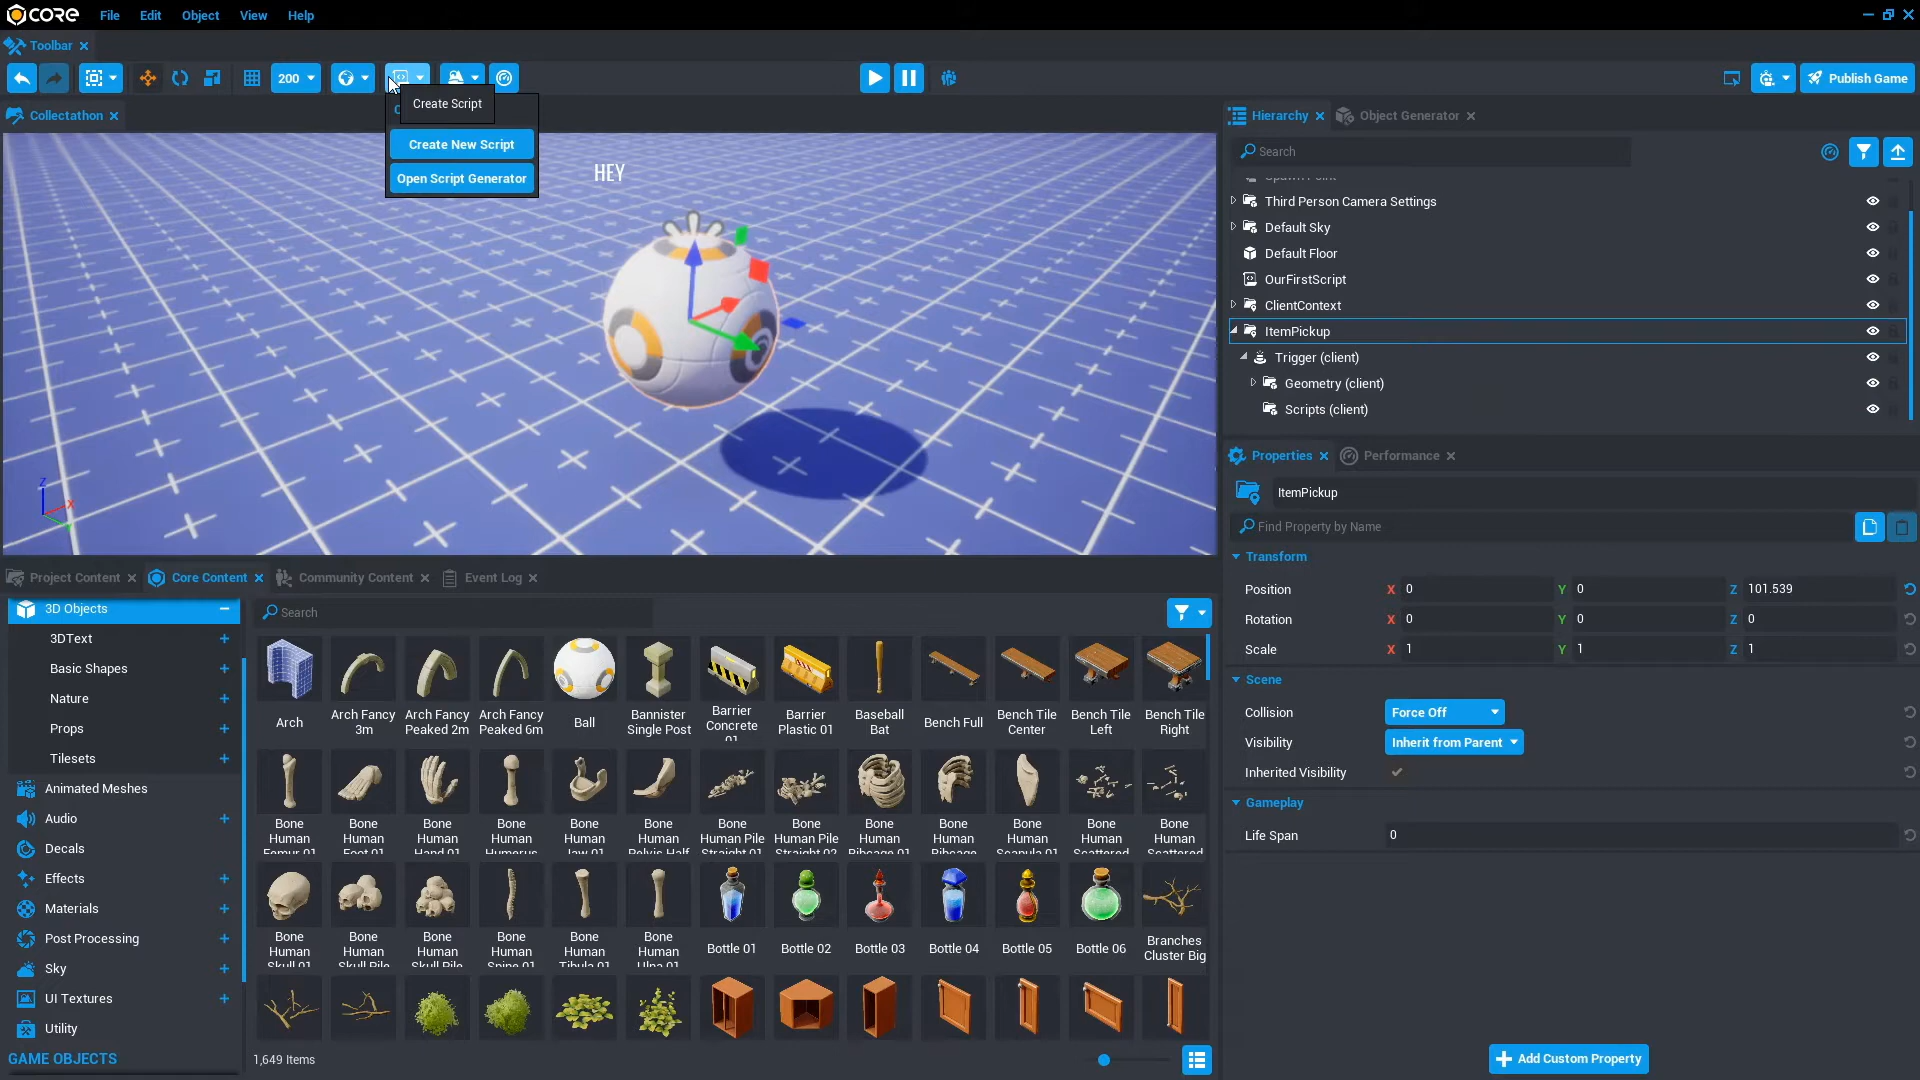 CORE File Edit Object View Help
Toolbar
200
Publish Game
Create Script
Create New Script
Open Script Generator
Collectathon
HEY
Z
X
Hierarchy Object Generator
Search
Spawn Point
Third Person Camera Settings
Default Sky
Default Floor
OurFirstScript
ClientContext
ItemPickup
Trigger (client)
Geometry (client)
Scripts (client)
Properties Performance
ItemPickup
Find Property by Name
Transform
Position X 0 Y 0 Z 101.539
Rotation X 0 Y 0 Z 0
Scale X 1 Y 1 Z 1
Scene
Collision Force Off
Visibility Inherit from Parent
Inherited Visibility
Gameplay
Life Span 0
Add Custom Property
Project Content Core Content Community Content Event Log
3D Objects
3DText
Basic Shapes
Nature
Props
Tilesets
Animated Meshes
Audio
Decals
Effects
Materials
Post Processing
Sky
UI Textures
Utility
GAME OBJECTS
Search
Arch
Arch Fancy
3m
Arch Fancy
Peaked 2m
Arch Fancy
Peaked 6m
Ball
Bannister
Single Post
Barrier
Concrete
01
Barrier
Plastic 01
Baseball
Bat
Bench Full
Bench Tile
Center
Bench Tile
Left
Bench Tile
Right
Bone
Human
Femur 01
Bone
Human
Foot 01
Bone
Human
Hand 01
Bone
Human
Humerus
Bone
Human
Jaw 01
Bone
Human
Pelvis Half
Bone
Human Pile
Straight 01
Bone
Human Pile
Straight 02
Bone
Human
Ribcage 01
Bone
Human
Ribcage
Bone
Human
Scapula 01
Bone
Human
Scattered
Bone
Human
Scattered
Bone
Human
Skull 01
Bone
Human
Skull Pile
Bone
Human
Skull Pile
Bone
Human
Spine 01
Bone
Human
Tibula 01
Bone
Human
Ulna 01
Bottle 01
Bottle 02
Bottle 03
Bottle 04
Bottle 05
Bottle 06
Branches
Cluster Big
1,649 Items